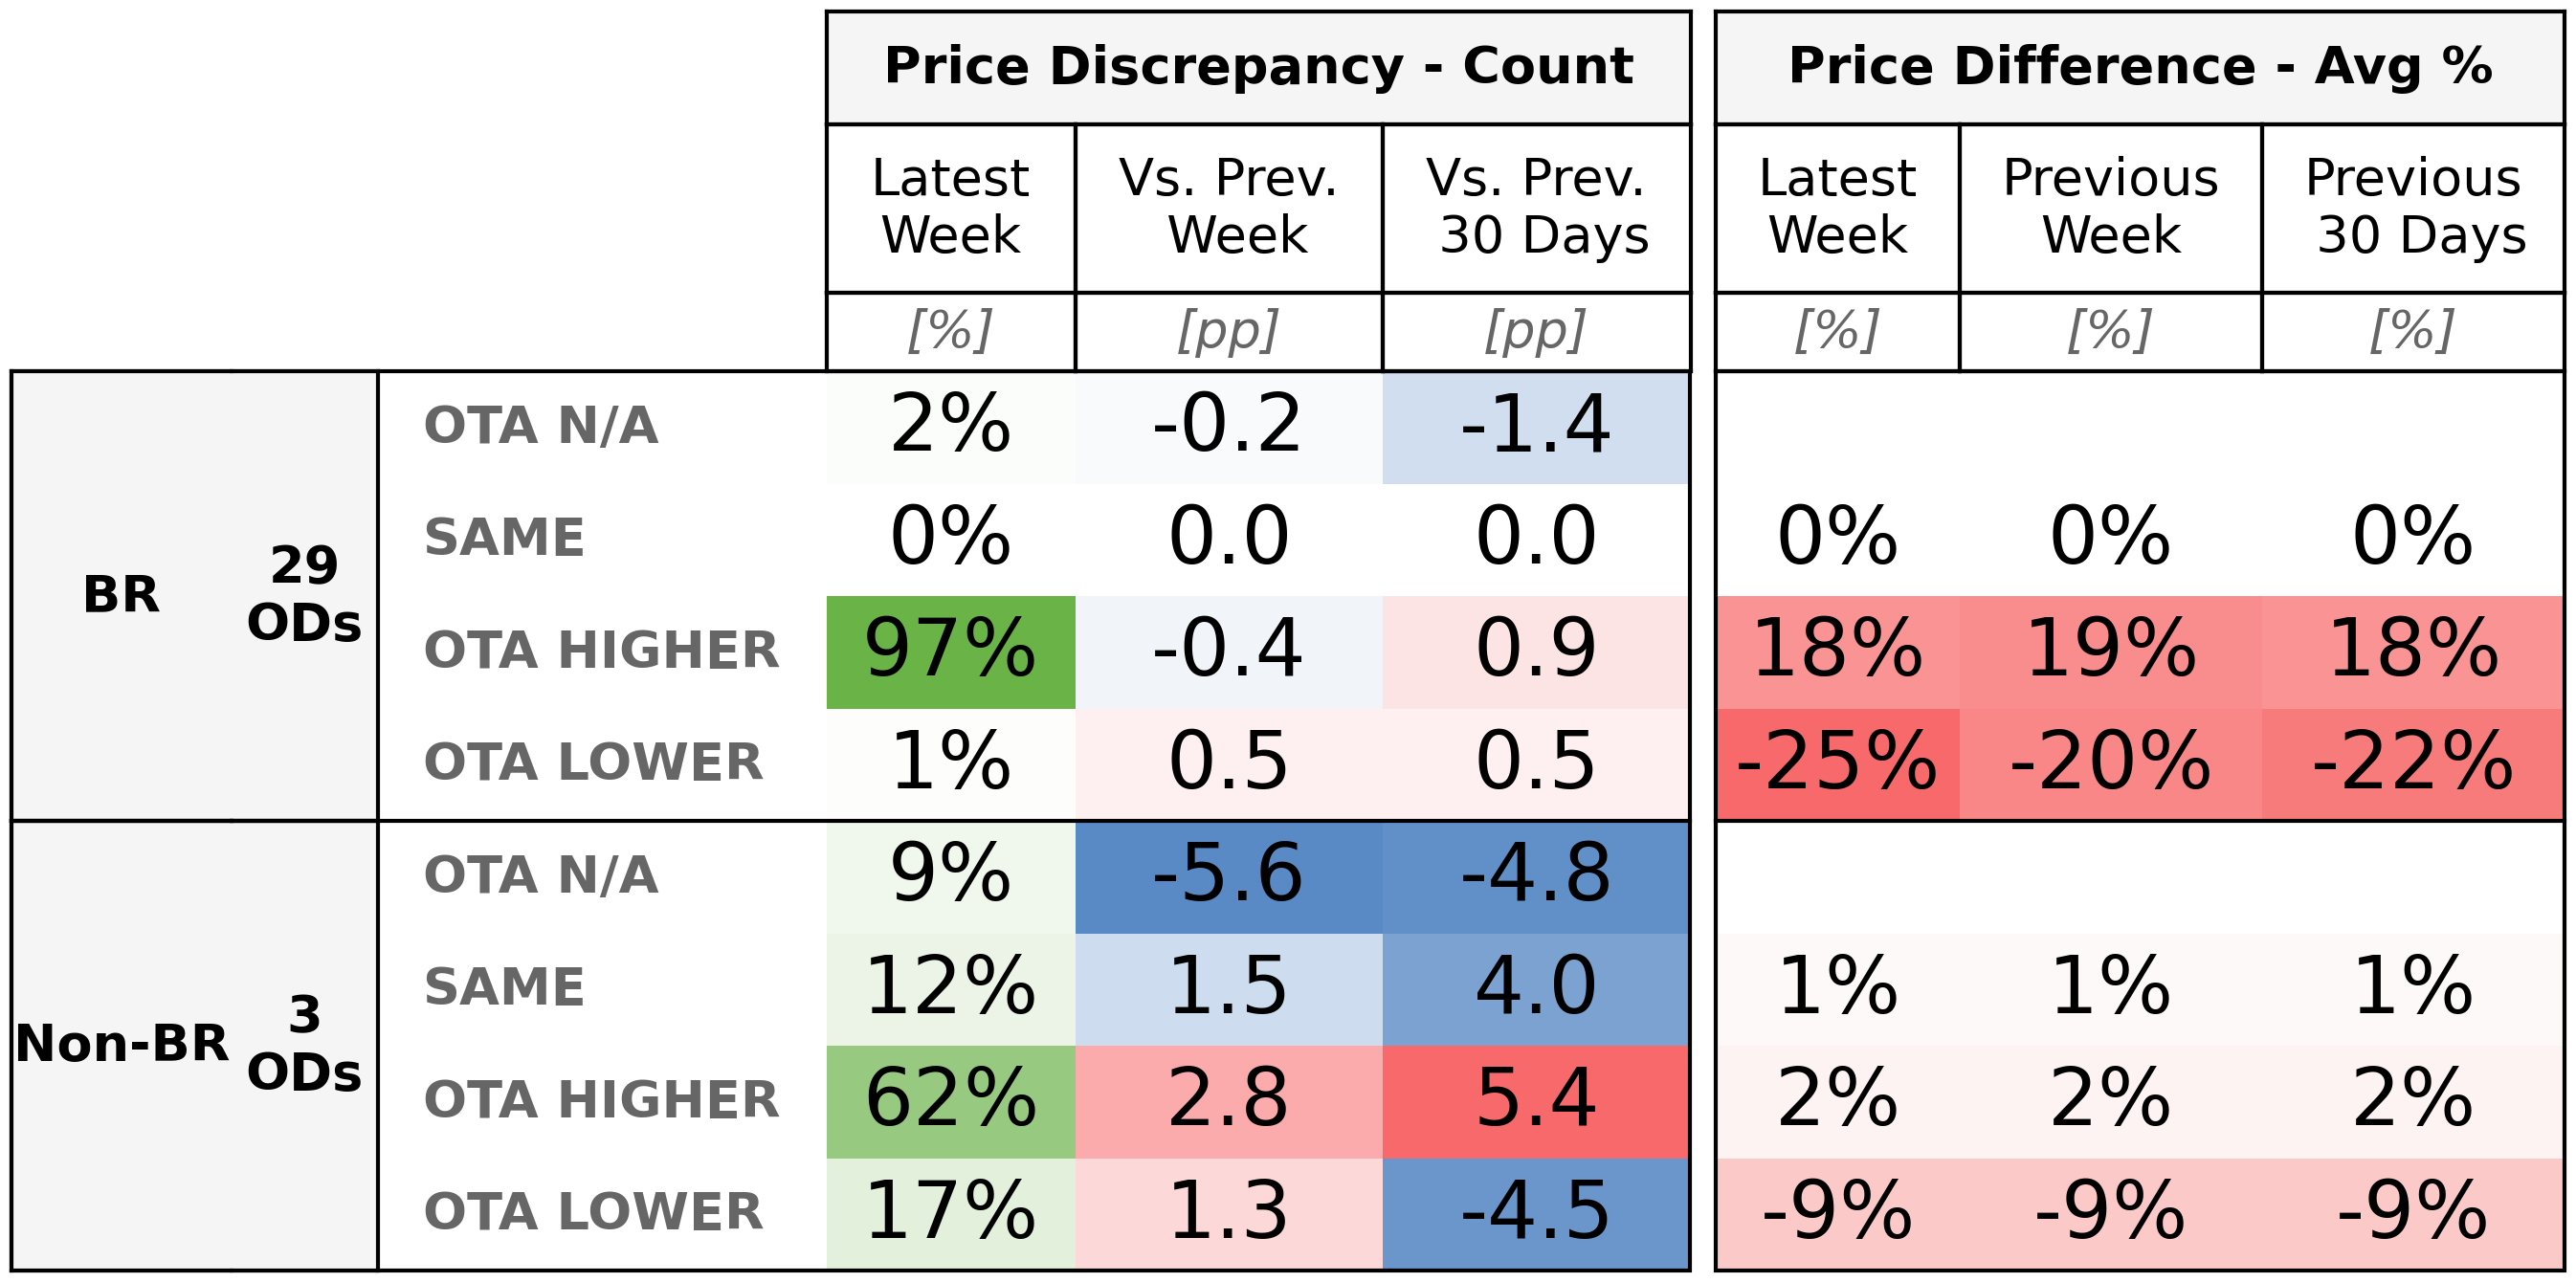 Price Discrepancy - Count Price Difference - Avg %
Latest Week Vs. Prev. Week Vs. Prev. 30 Days Latest Week Previous Week Previous 30 Days
[%] [pp] [pp] [%] [%] [%]
BR 29 ODs
OTA N/A 2% -0.2 -1.4
SAME 0% 0.0 0.0 0% 0% 0%
OTA HIGHER 97% -0.4 0.9 18% 19% 18%
OTA LOWER 1% 0.5 0.5 -25% -20% -22%
Non-BR 3 ODs
OTA N/A 9% -5.6 -4.8
SAME 12% 1.5 4.0 1% 1% 1%
OTA HIGHER 62% 2.8 5.4 2% 2% 2%
OTA LOWER 17% 1.3 -4.5 -9% -9% -9%